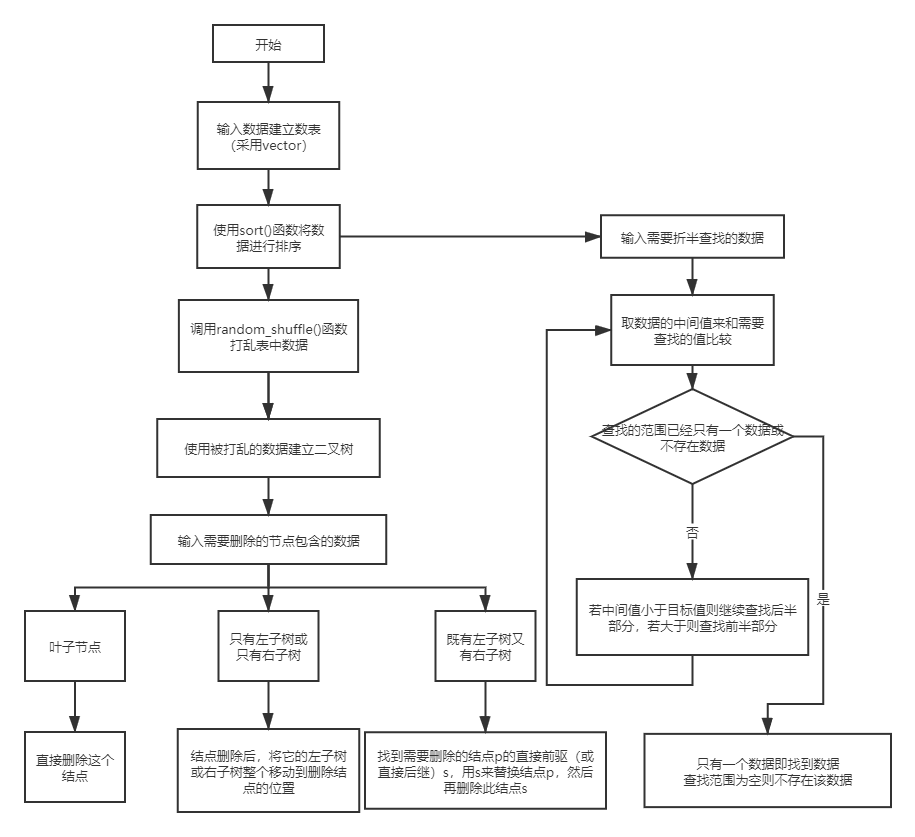 开始
输入数据建立数表
（采用vector）
使用sort()函数将数
据进行排序
调用random_shuffle()函数
打乱表中数据
使用被打乱的数据建立二叉树
输入需要删除的节点包含的数据
叶子节点
只有左子树或
只有右子树
既有左子树又
有右子树
直接删除这个
结点
结点删除后，将它的左子树
或右子树整个移动到删除结
点的位置
找到需要删除的结点p的直接前驱（或
直接后继）s，用s来替换结点p，然后
再删除此结点s
输入需要折半查找的数据
取数据的中间值来和需要
查找的值比较
查找的范围已经只有一个数据或
不存在数据
否
是
若中间值小于目标值则继续查找后半
部分，若大于则查找前半部分
只有一个数据即找到数据
查找范围为空则不存在该数据